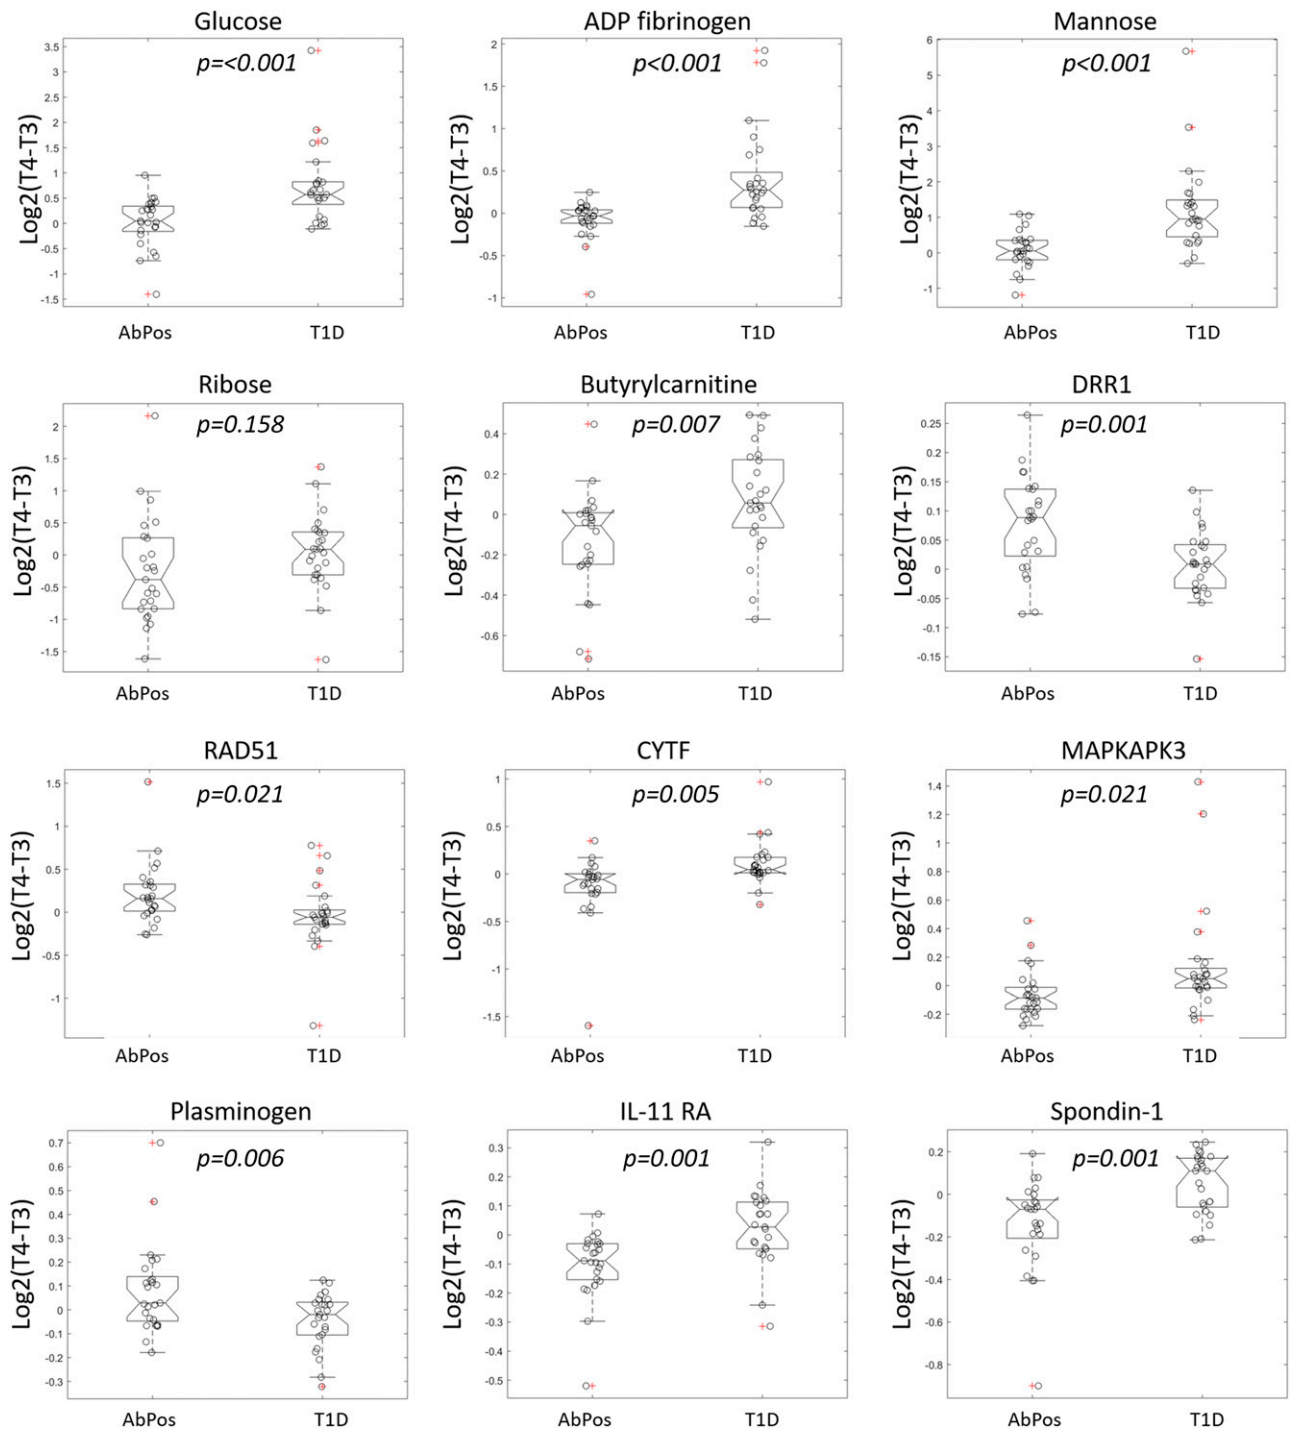 Glucose
ADP fibrinogen
Mannose
p=<0.001
p<0.001
p<0.001
Log2(T4-T3)
3.5
3
2.5
2
1.5
1
0.5
0
-0.5
-1
-1.5
Log2(T4-T3)
2
1.5
1
0.5
0
-0.5
-1
Log2(T4-T3)
6
5
4
3
2
1
0
-1
AbPos
T1D
AbPos
T1D
AbPos
T1D
Ribose
Butyrylcarnitine
DRR1
p=0.158
p=0.007
p=0.001
Log2(T4-T3)
2
1.5
1
0.5
0
-0.5
-1
-1.5
Log2(T4-T3)
0.4
0.2
0
-0.2
-0.4
-0.6
Log2(T4-T3)
0.25
0.2
0.15
0.1
0.05
0
-0.05
-0.1
-0.15
AbPos
T1D
AbPos
T1D
AbPos
T1D
RAD51
CYTF
MAPKAPK3
p=0.021
p=0.005
p=0.021
Log2(T4-T3)
1.5
1
0.5
0
-0.5
-1
Log2(T4-T3)
1
0.5
0
-0.5
-1
-1.5
Log2(T4-T3)
1.4
1.2
1
0.8
0.6
0.4
0.2
0
-0.2
AbPos
T1D
AbPos
T1D
AbPos
T1D
Plasminogen
IL-11 RA
Spondin-1
p=0.006
p=0.001
p=0.001
Log2(T4-T3)
0.7
0.6
0.5
0.4
0.3
0.2
0.1
0
-0.1
-0.2
-0.3
Log2(T4-T3)
0.3
0.2
0.1
0
-0.1
-0.2
-0.3
-0.4
-0.5
Log2(T4-T3)
0.2
0
-0.2
-0.4
-0.6
-0.8
AbPos
T1D
AbPos
T1D
AbPos
T1D